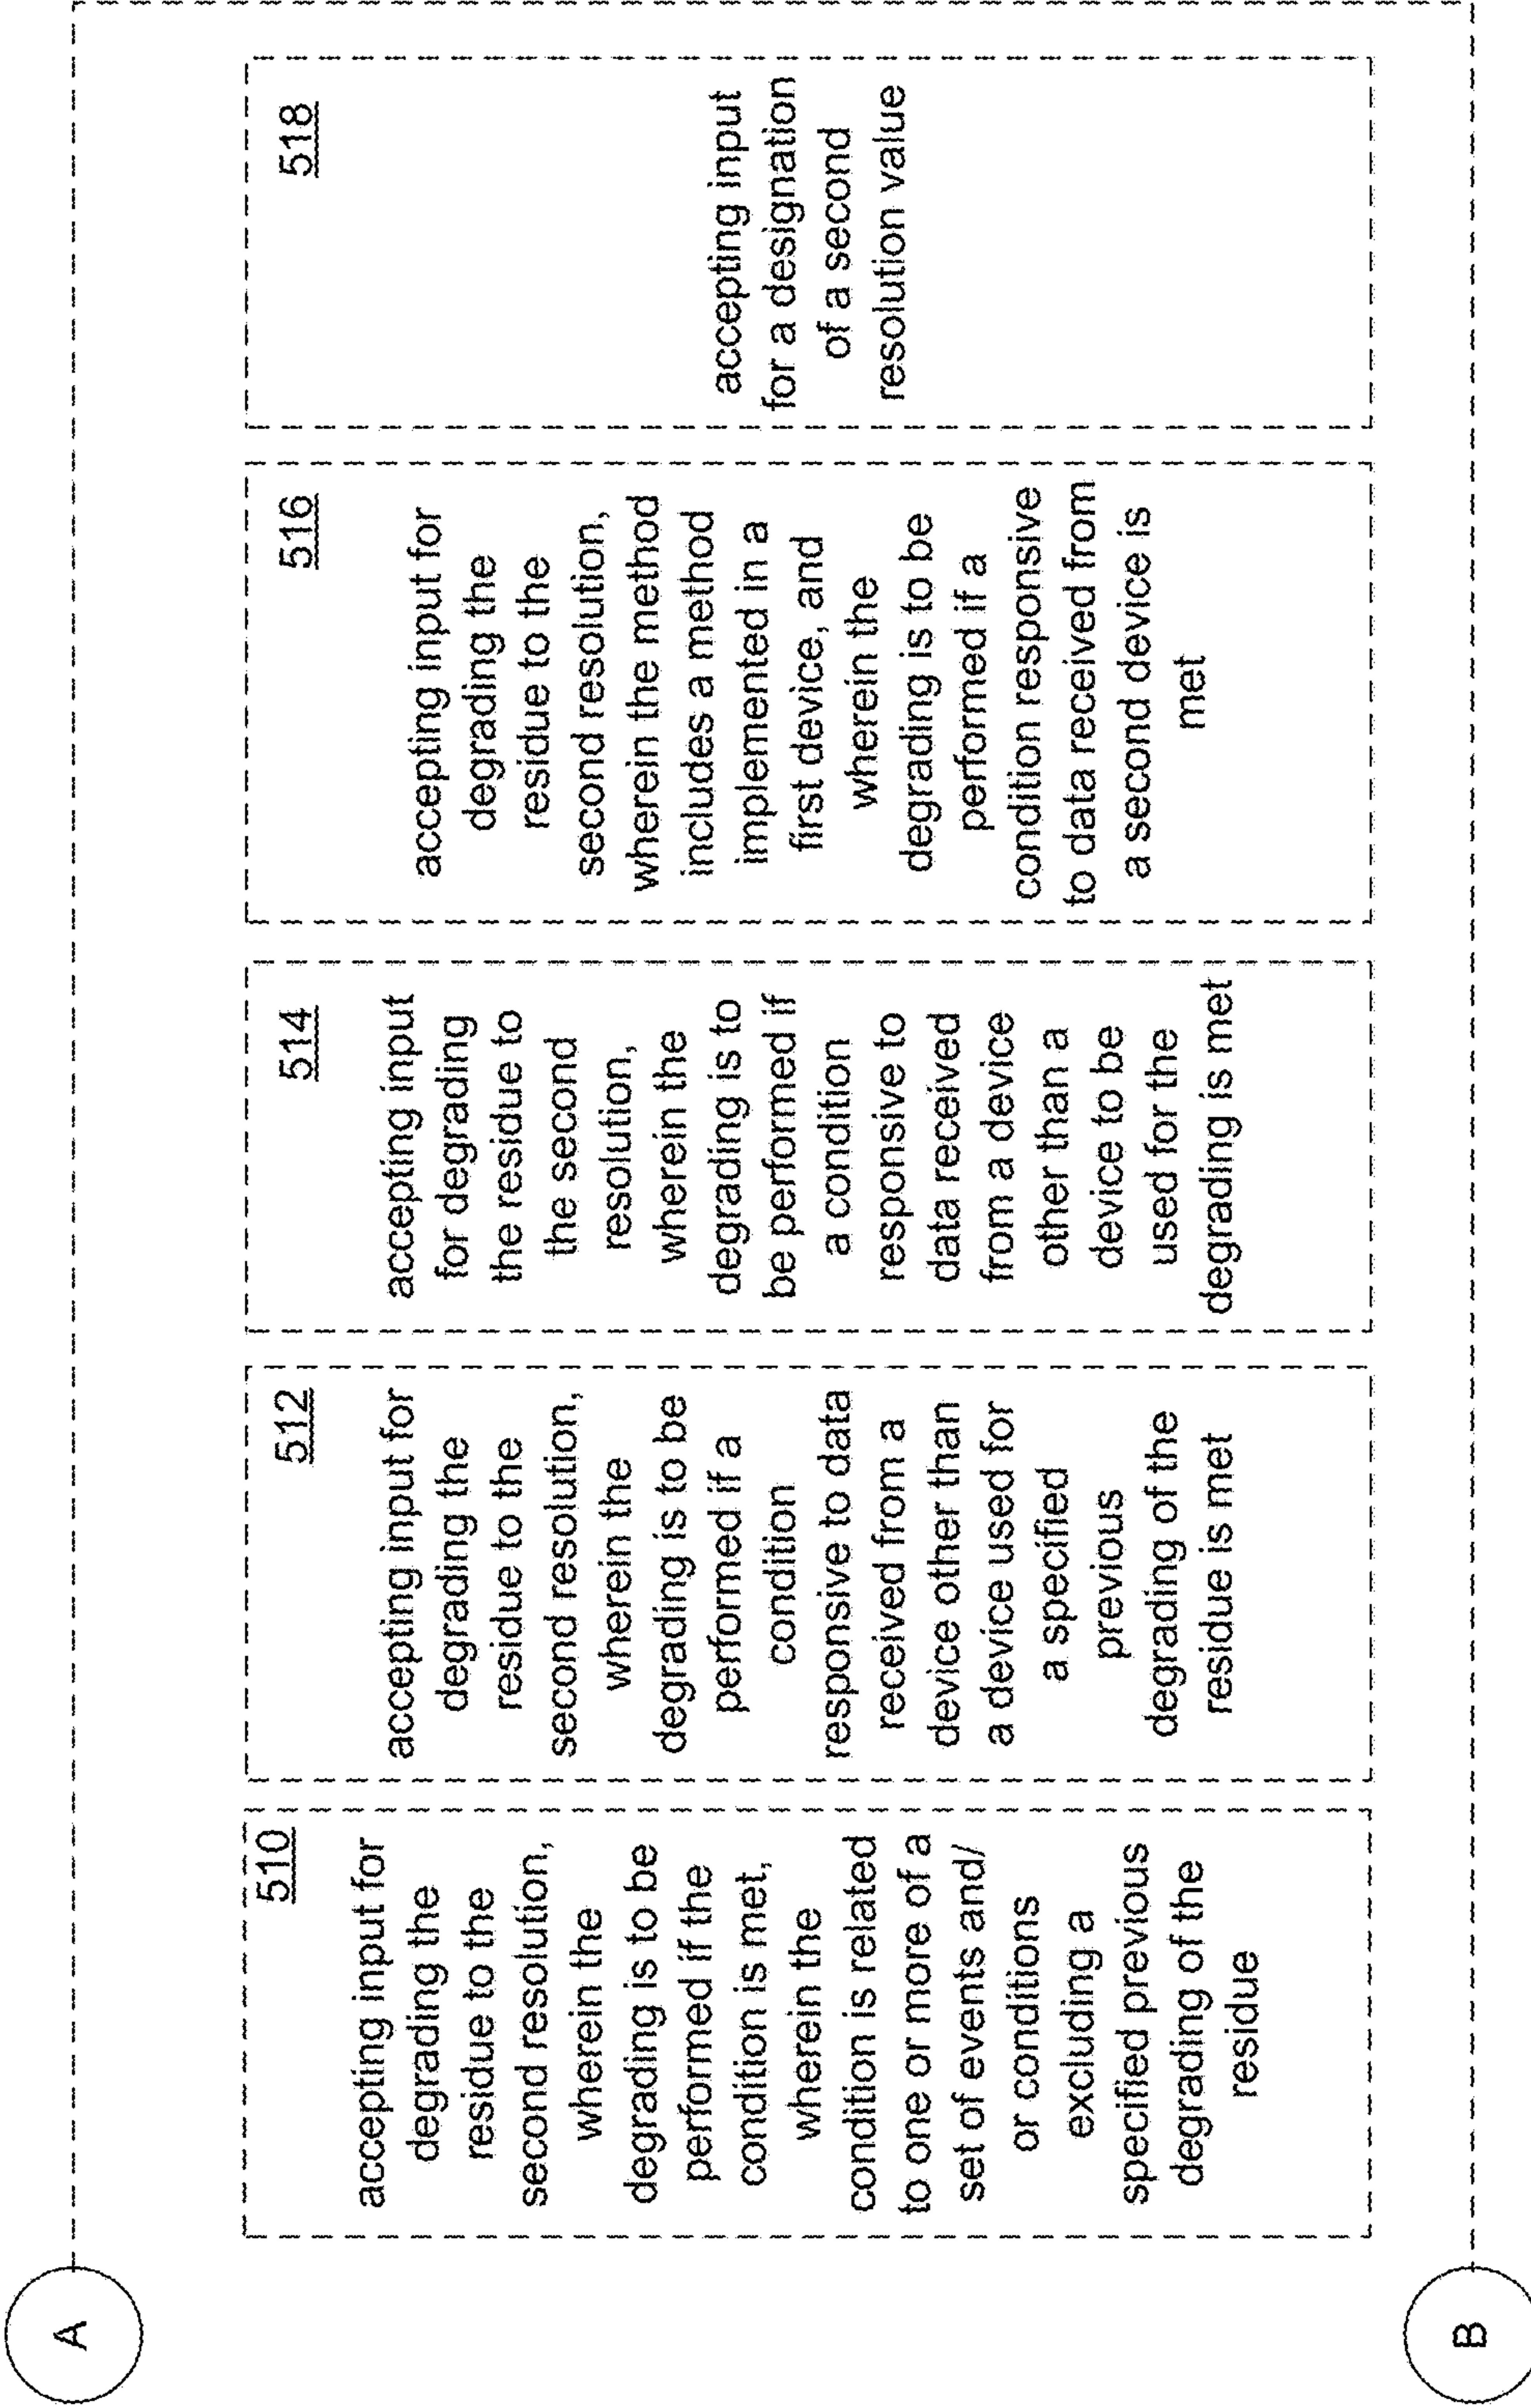 A
510
accepting input for
degrading the
residue to the
second resolution,
wherein the
degrading is to be
performed if the
condition is met,
wherein the
condition is related
to one or more of a
set of events and/
or conditions
excluding a
specified previous
degrading of the
residue
512
accepting input for
degrading the
residue to the
second resolution,
wherein the
degrading is to be
performed if a
condition
responsive to data
received from a
device other than
a device used for
a specified
previous
degrading of the
residue is met
514
accepting input
for degrading
the residue to
the second
resolution,
wherein the
degrading is to
be performed if
a condition
responsive to
data received
from a device
other than a
device to be
used for the
degrading is met
516
accepting input for
degrading the
residue to the
second resolution,
wherein the method
includes a method
implemented in a
first device, and
wherein the
degrading is to be
performed if a
condition responsive
to data received from
a second device is
met
518
accepting input
for a designation
of a second
resolution value
B